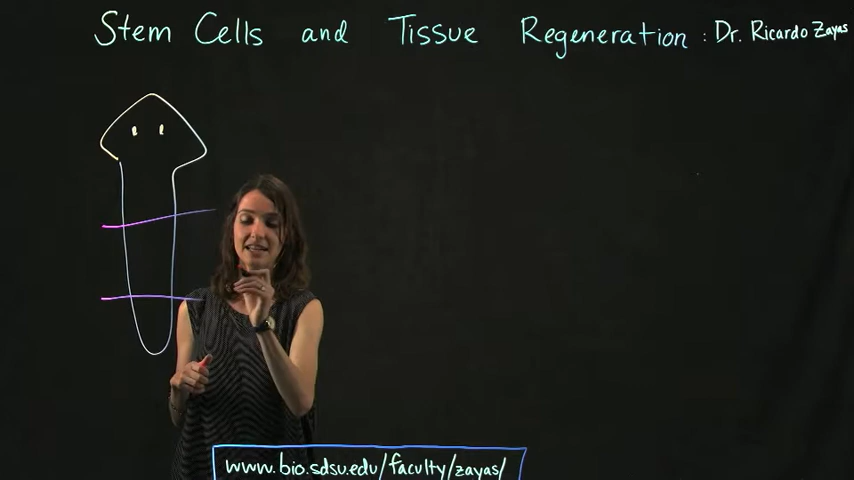 Stem Cells and Tissue Regeneration : Dr. Ricardo Zayas
www.bio.sdsu.edu/faculty/zayas/